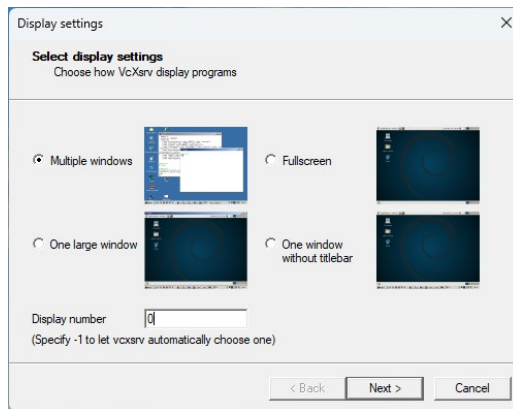 Display settings
Select display settings
Choose how VcXsrv display programs
Multiple windows
Fullscreen
One large window
One window
without titlebar
Display number
0
(Specify -1 to let vcxsrv automatically choose one)
< Back
Next >
Cancel